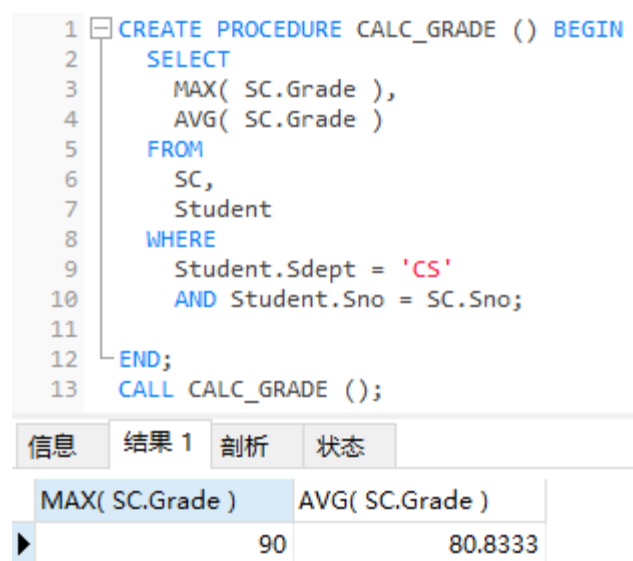 1 CREATE PROCEDURE CALC_GRADE () BEGIN
2 SELECT
3 MAX( SC.Grade ),
4 AVG( SC.Grade )
5 FROM
6 SC,
7 Student
8 WHERE
9 Student.Sdept = 'CS'
10 AND Student.Sno = SC.Sno;
11
12 END;
13 CALL CALC_GRADE ();
信息 结果 1 剖析 状态
MAX( SC.Grade ) AVG( SC.Grade )
90 80.8333